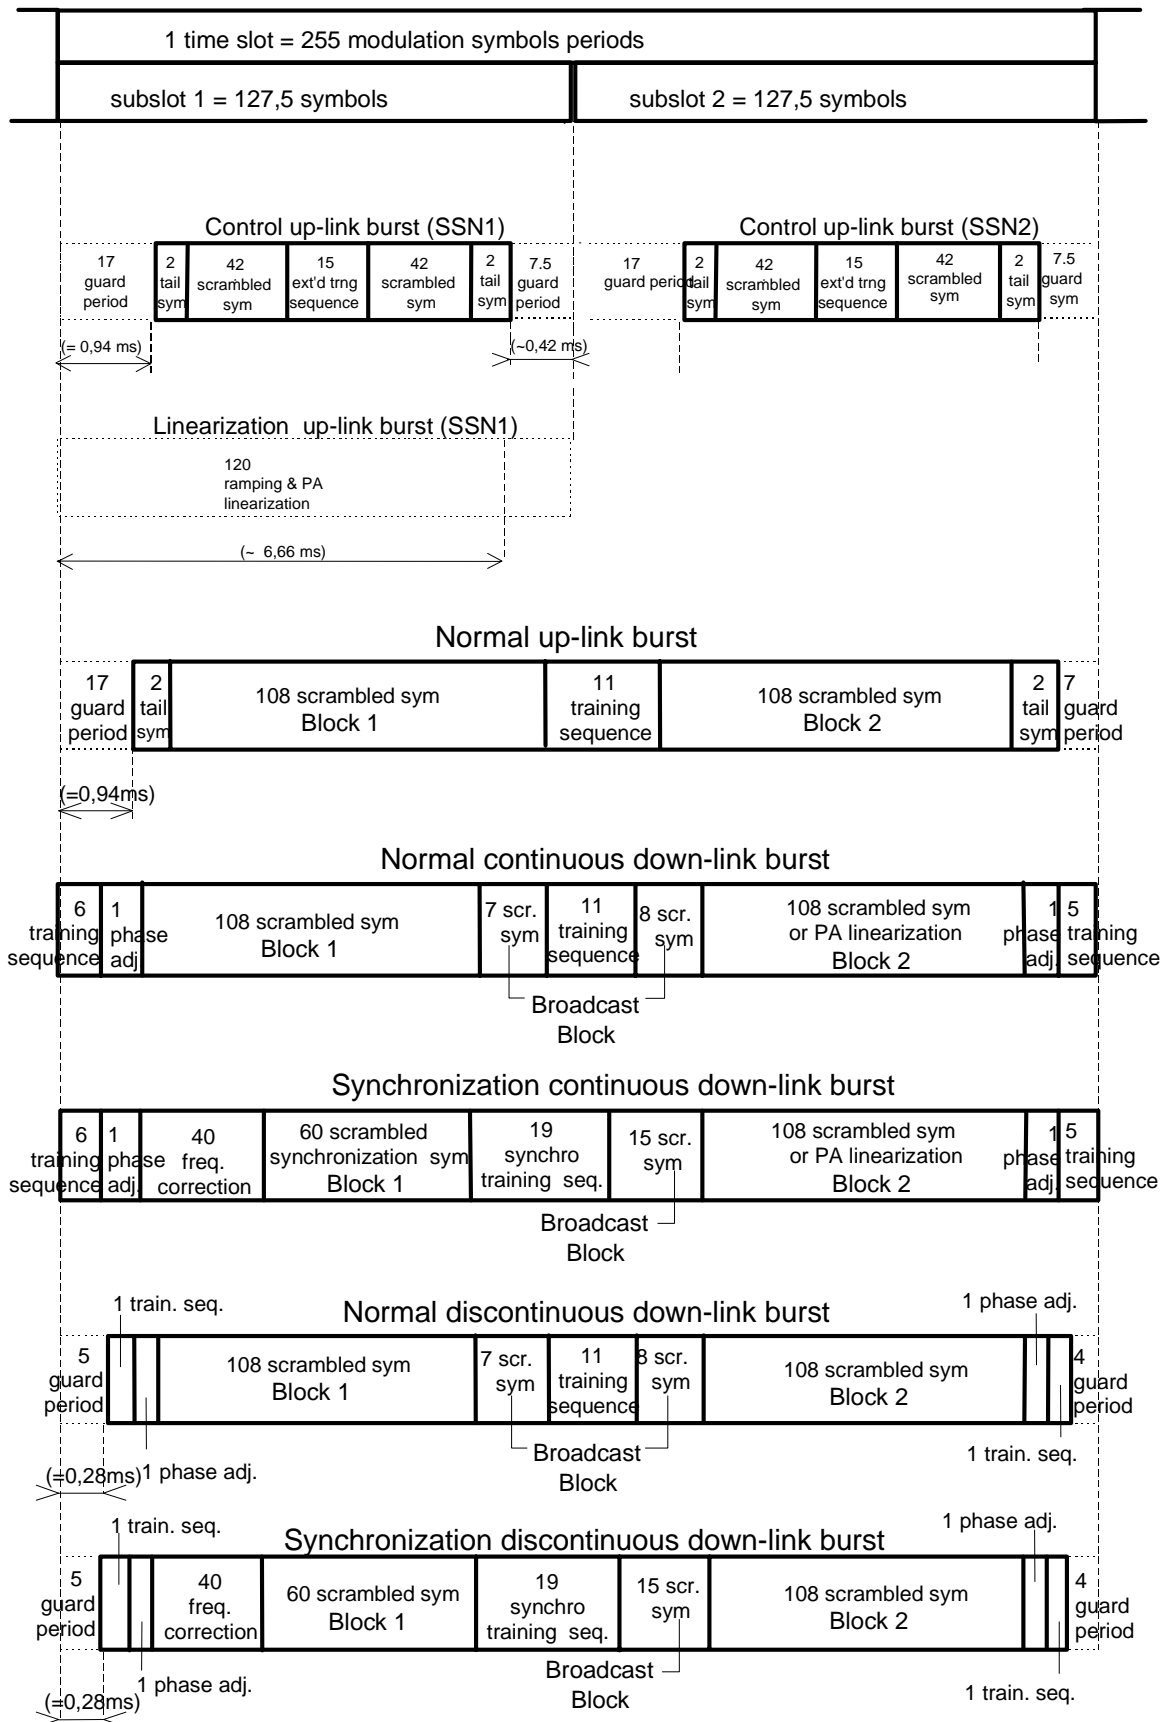 1 time slot = 255 modulation symbols periods
subslot 1 = 127,5 symbols
subslot 2 = 127,5 symbols
Control up-link burst (SSN1)
17
guard
period
2
tail
sym
42
scrambled
sym
15
ext'd trng
sequence
42
scrambled
sym
2
tail
sym
7.5
guard
period
(= 0,94 ms)
(~0,42 ms)
Control up-link burst (SSN2)
17
guard period
2
tail
sym
42
scrambled
sym
15
ext'd trng
sequence
42
scrambled
sym
2
tail
sym
7.5
guard
sym
Linearization up-link burst (SSN1)
120
ramping & PA
linearization
(~ 6,66 ms)
Normal up-link burst
17
guard
period
2
tail
sym
108 scrambled sym
Block 1
11
training
sequence
108 scrambled sym
Block 2
2
tail
sym
7
guard
period
(=0,94ms)
Normal continuous down-link burst
6
training
sequence
1
phase
adj.
108 scrambled sym
Block 1
7 scr.
sym
11
training
sequence
8 scr.
sym
108 scrambled sym
or PA linearization
Block 2
1
phase
adj.
5
training
sequence
Broadcast
Block
Synchronization continuous down-link burst
6
training
sequence
1
phase
adj.
40
freq.
correction
60 scrambled
synchronization sym
Block 1
19
synchro
training seq.
15 scr.
sym
108 scrambled sym
or PA linearization
Block 2
1
phase
adj.
5
training
sequence
Broadcast
Block
Normal discontinuous down-link burst
1 train. seq.
1 phase adj.
5
guard
period
108 scrambled sym
Block 1
7 scr.
sym
11
training
sequence
8 scr.
sym
108 scrambled sym
Block 2
4
guard
period
Broadcast
Block
1 train. seq.
(=0,28ms)
1 phase adj.
Synchronization discontinuous down-link burst
1 train. seq.
1 phase adj.
5
guard
period
40
freq.
correction
60 scrambled sym
Block 1
19
synchro
training seq.
15 scr.
sym
108 scrambled sym
Block 2
4
guard
period
Broadcast
Block
1 phase adj.
1 train. seq.
(=0,28ms)